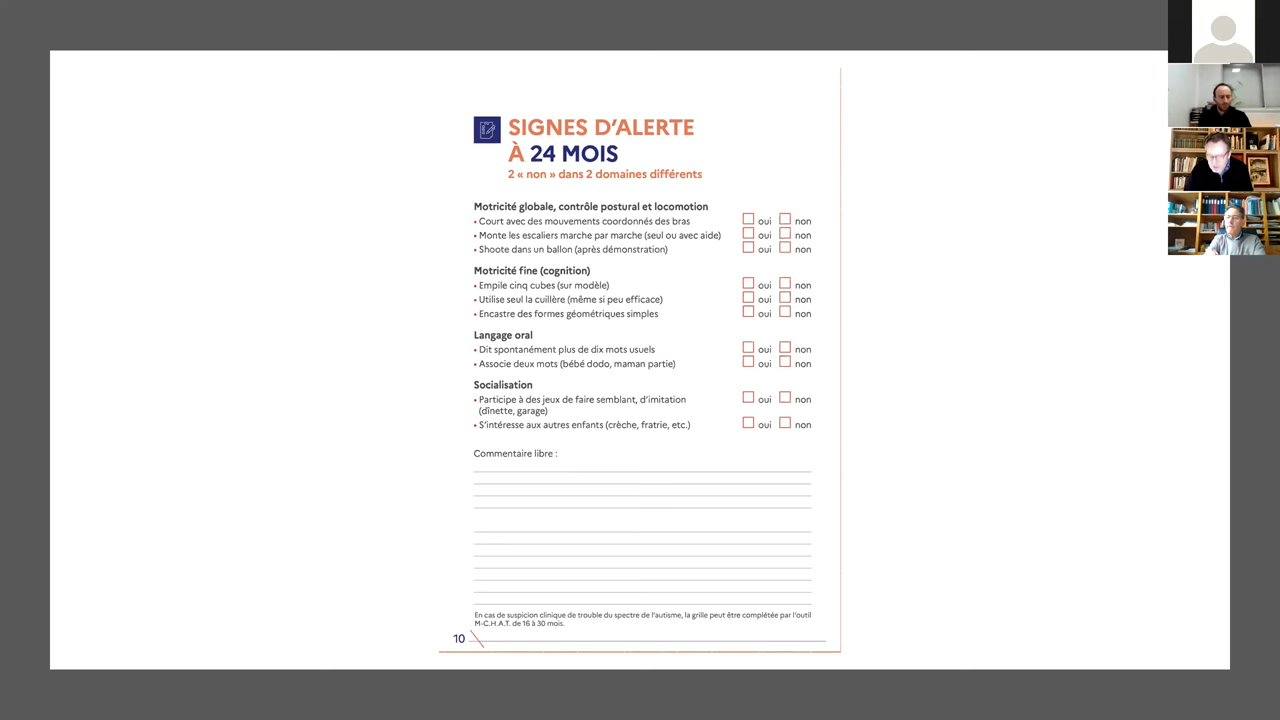 SIGNES D’ALERTE
À 24 MOIS
2 « non » dans 2 domaines différents
Motricité globale, contrôle postural et locomotion
• Court avec des mouvements coordonnés des bras oui non
• Monte les escaliers marche par marche (seul ou avec aide) oui non
• Shoote dans un ballon (après démonstration) oui non
Motricité fine (cognition)
• Empile cinq cubes (sur modèle) oui non
• Utilise seul la cuillère (même si peu efficace) oui non
• Encastre des formes géométriques simples oui non
Langage oral
• Dit spontanément plus de dix mots usuels oui non
• Associe deux mots (bébé dodo, maman partie) oui non
Socialisation
• Participe à des jeux de faire semblant, d’imitation oui non
(dînette, garage)
• S’intéresse aux autres enfants (crèche, fratrie, etc.) oui non
Commentaire libre :
En cas de suspicion clinique de trouble du spectre de l’autisme, la grille peut être complétée par l’outil
M-C.H.A.T. de 16 à 30 mois.
10